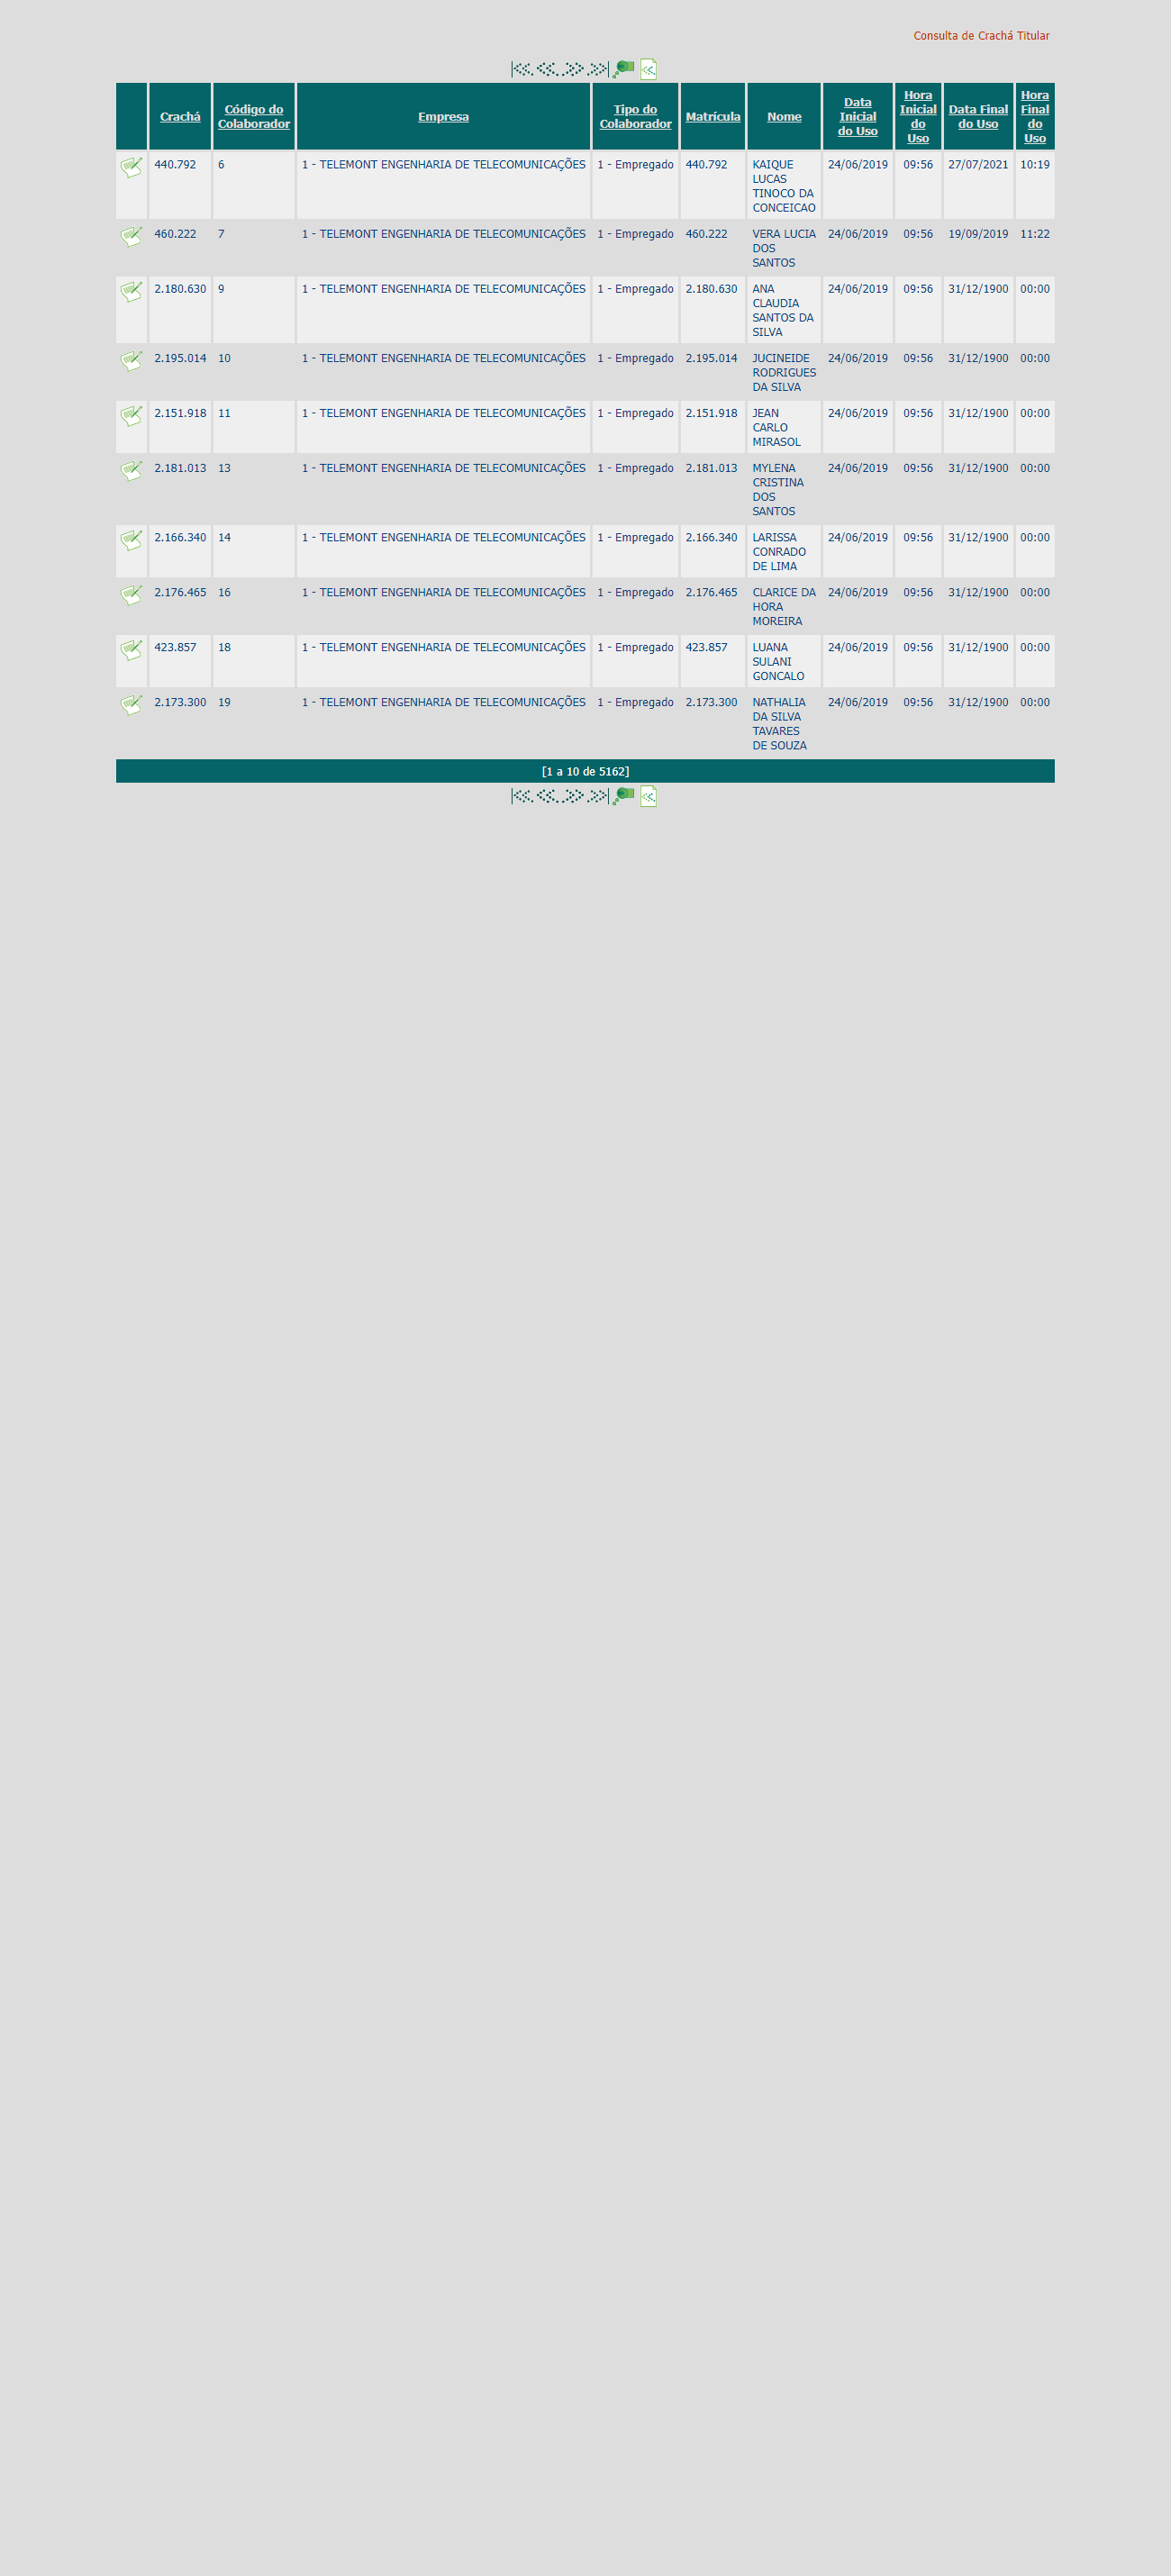 Consulta de Crachá Titular
Crachá Código do Colaborador Empresa Tipo do Colaborador Matrícula Nome Data Inicial do Uso Hora Inicial do Uso Data Final do Uso Hora Final do Uso
440.792 6 1 - TELEMONT ENGENHARIA DE TELECOMUNICAÇÕES 1 - Empregado 440.792 KAIQUE LUCAS TINOCO DA CONCEICAO 24/06/2019 09:56 27/07/2021 10:19
460.222 7 1 - TELEMONT ENGENHARIA DE TELECOMUNICAÇÕES 1 - Empregado 460.222 VERA LUCIA DOS SANTOS 24/06/2019 09:56 19/09/2019 11:22
2.180.630 9 1 - TELEMONT ENGENHARIA DE TELECOMUNICAÇÕES 1 - Empregado 2.180.630 ANA CLAUDIA SANTOS DA SILVA 24/06/2019 09:56 31/12/1900 00:00
2.195.014 10 1 - TELEMONT ENGENHARIA DE TELECOMUNICAÇÕES 1 - Empregado 2.195.014 JUCINEIDE RODRIGUES DA SILVA 24/06/2019 09:56 31/12/1900 00:00
2.151.918 11 1 - TELEMONT ENGENHARIA DE TELECOMUNICAÇÕES 1 - Empregado 2.151.918 JEAN CARLO MIRASOL 24/06/2019 09:56 31/12/1900 00:00
2.181.013 13 1 - TELEMONT ENGENHARIA DE TELECOMUNICAÇÕES 1 - Empregado 2.181.013 MYLENA CRISTINA DOS SANTOS 24/06/2019 09:56 31/12/1900 00:00
2.166.340 14 1 - TELEMONT ENGENHARIA DE TELECOMUNICAÇÕES 1 - Empregado 2.166.340 LARISSA CONRADO DE LIMA 24/06/2019 09:56 31/12/1900 00:00
2.176.465 16 1 - TELEMONT ENGENHARIA DE TELECOMUNICAÇÕES 1 - Empregado 2.176.465 CLARICE DA HORA MOREIRA 24/06/2019 09:56 31/12/1900 00:00
423.857 18 1 - TELEMONT ENGENHARIA DE TELECOMUNICAÇÕES 1 - Empregado 423.857 LUANA SULANI GONCALO 24/06/2019 09:56 31/12/1900 00:00
2.173.300 19 1 - TELEMONT ENGENHARIA DE TELECOMUNICAÇÕES 1 - Empregado 2.173.300 NATHALIA DA SILVA TAVARES DE SOUZA 24/06/2019 09:56 31/12/1900 00:00
[1 a 10 de 5162]